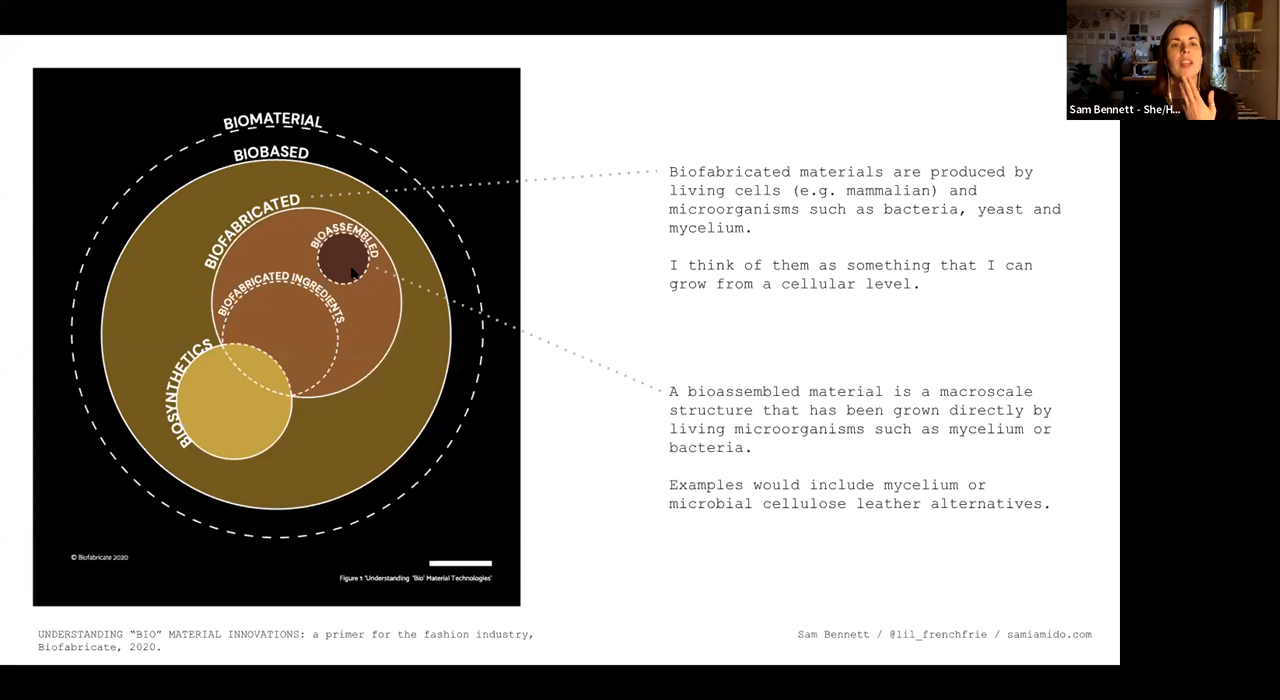 Sam Bennett - She/H...
BIOMATERIAL
BIOBASED
BIOFABRICATED
BIOASSEMBLED
BIOFABRICATED INGREDIENTS
BIOSYNTHETICS
© Biofabricate 2020
Figure 1: 'Understanding 'Bio' Material Technologies'
Biofabricated materials are produced by
living cells (e.g. mammalian) and
microorganisms such as bacteria, yeast and
mycelium.
I think of them as something that I can
grow from a cellular level.
A bioassembled material is a macroscale
structure that has been grown directly by
living microorganisms such as mycelium or
bacteria.
Examples would include mycelium or
microbial cellulose leather alternatives.
UNDERSTANDING "BIO" MATERIAL INNOVATIONS: a primer for the fashion industry,
Biofabricate, 2020.
Sam Bennett / @lil_frenchfrie / samiamido.com